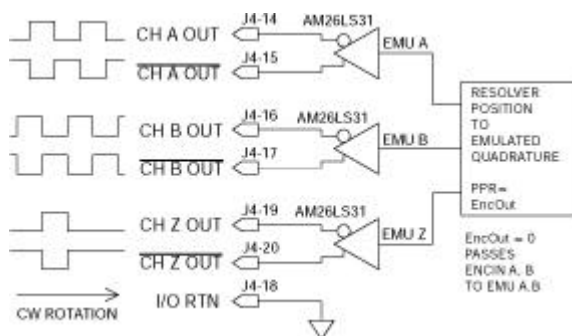 J4-14
AM26LS31
CH A OUT
EMU A
J4-15
CH A OUT
J4-16
AM26LS31
CH B OUT
EMU B
J4-17
CH B OUT
J4-19
AM26LS31
CH Z OUT
EMU Z
J4-20
CH Z OUT
J4-18
I/O RTN
CW ROTATION
RESOLVER
POSITION
TO
EMULATED
QUADRATURE
PPR=
EncOut
EncOut = 0
PASSES
ENCIN A, B
TO EMU A.B